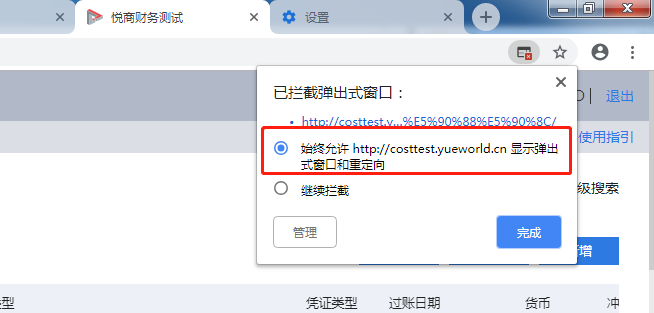 悦商财务测试
设置
已拦截弹出式窗口：
http://costtest.y...%E5%90%88%E5%90%8C/
退出
始终允许 http://costtest.yueworld.cn 显示弹出
式窗口和重定向
使用指引
继续拦截
级搜索
管理
完成
增
类型
凭证类型
过账日期
货币
冲